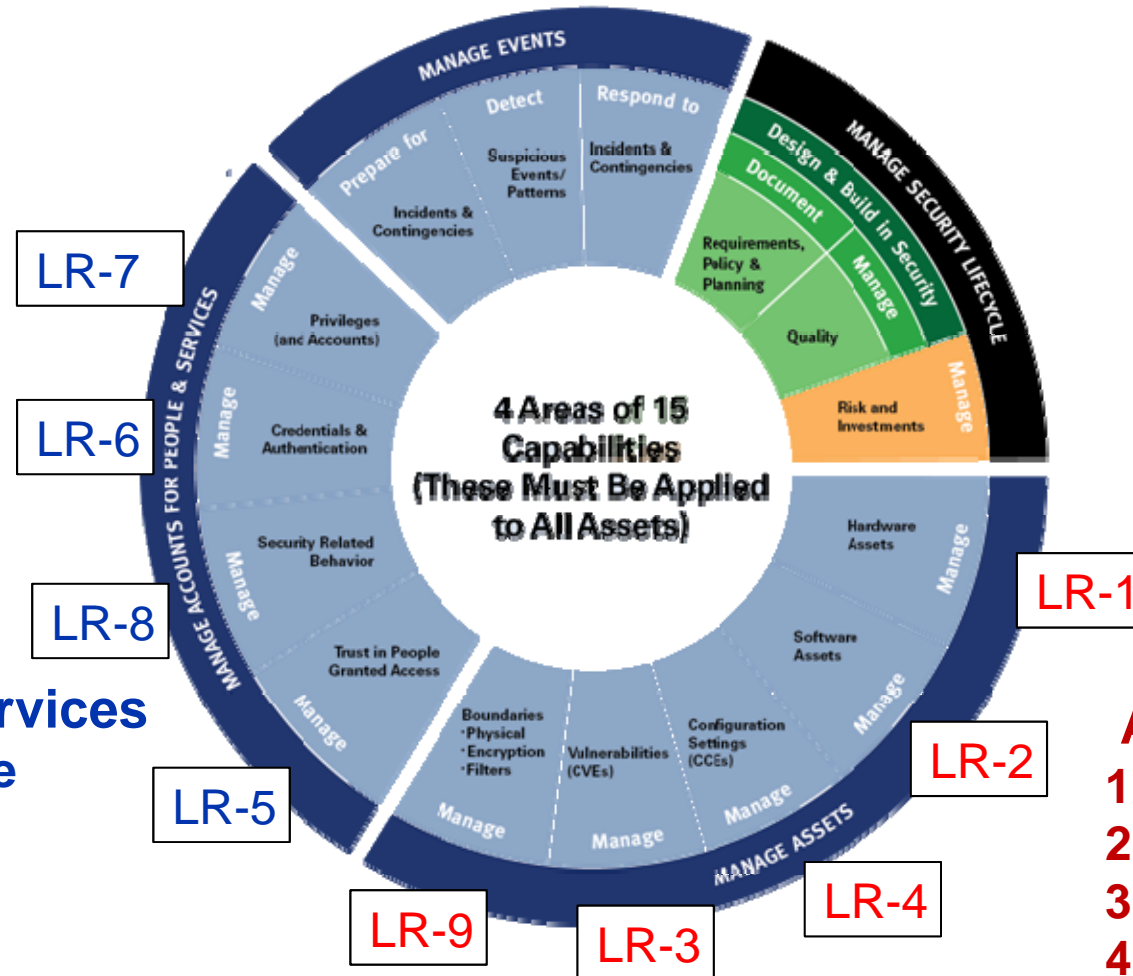 MANAGE EVENTS
Prepare for
Incidents &
Contingencies
Detect
Suspicious
Events/
Patterns
Respond to
Incidents &
Contingencies
MANAGE SECURITY LIFECYCLE
Design & Build in Security
Document
Requirements,
Policy &
Planning
Manage
Quality
Manage
Risk and
Investments
4 Areas of 15
Capabilities
(These Must Be Applied
to All Assets)
MANAGE ACCOUNTS FOR PEOPLE & SERVICES
LR-7
Manage
Privileges
(and Accounts)
LR-6
Manage
Credentials &
Authentication
LR-8
Manage
Security Related
Behavior
LR-5
Manage
Trust in People
Granted Access
rvices
e
MANAGE ASSETS
Hardware
Assets
Manage
LR-1
Software
Assets
Manage
LR-2
Configuration
Settings
(CCEs)
Manage
LR-4
Vulnerabilities
(CVEs)
Manage
LR-3
Boundaries
·Physical
·Encryption
·Filters
Manage
LR-9
A
1
2
3
4